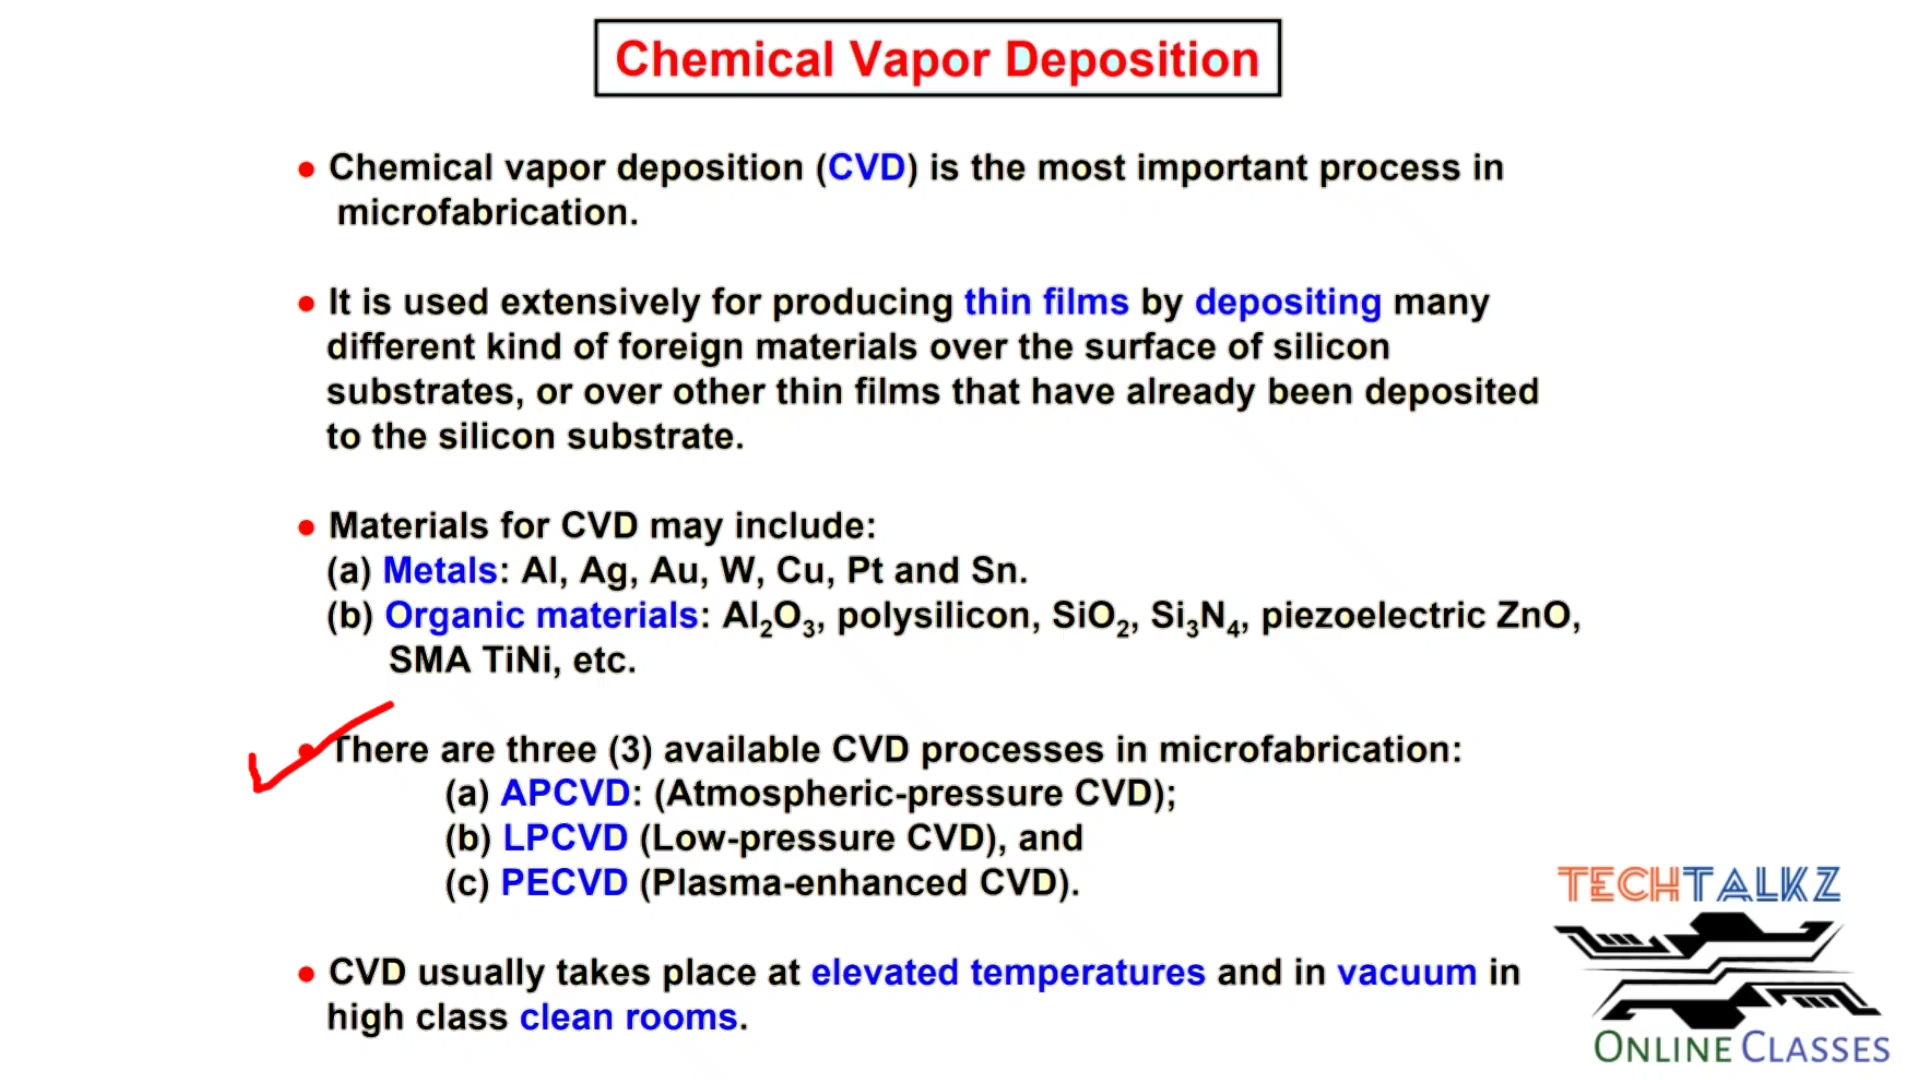 Chemical Vapor Deposition
● Chemical vapor deposition (CVD) is the most important process in
microfabrication.
● It is used extensively for producing thin films by depositing many
different kind of foreign materials over the surface of silicon
substrates, or over other thin films that have already been deposited
to the silicon substrate.
● Materials for CVD may include:
(a) Metals: Al, Ag, Au, W, Cu, Pt and Sn.
(b) Organic materials: Al₂O₃, polysilicon, SiO₂, Si₃N₄, piezoelectric ZnO,
SMA TiNi, etc.
● There are three (3) available CVD processes in microfabrication:
(a) APCVD: (Atmospheric-pressure CVD);
(b) LPCVD (Low-pressure CVD), and
(c) PECVD (Plasma-enhanced CVD).
● CVD usually takes place at elevated temperatures and in vacuum in
high class clean rooms.
TECHTALKZ
ONLINE CLASSES